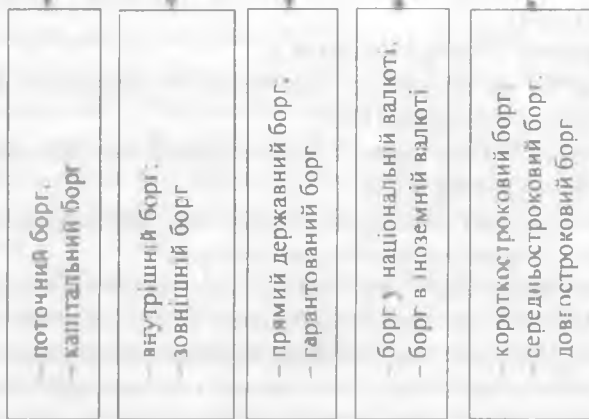 – поточний борг;
– капітальний борг
– внутрішній борг;
– зовнішній борг
– прямий державний борг;
– гарантований борг
– борг у національній валюті;
– борг в іноземній валюті
– короткостроковий борг,
– середньостроковий борг,
довгостроковий борг